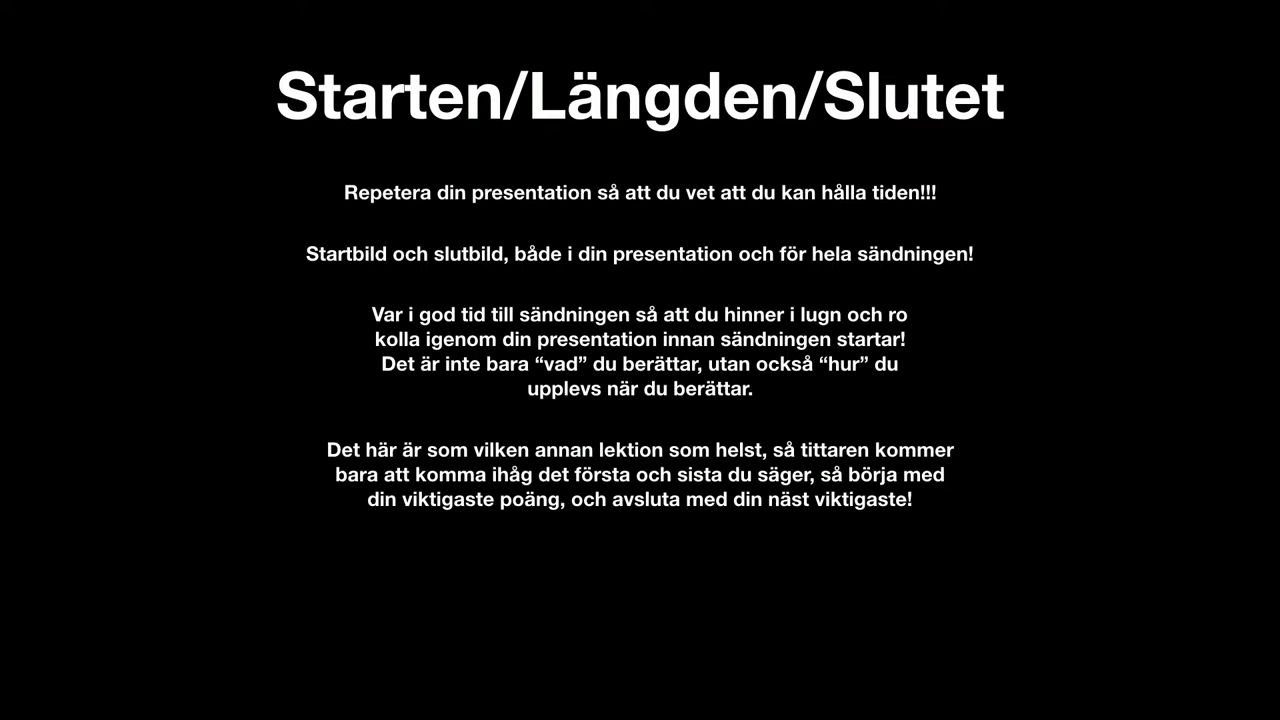 Starten/Längden/Slutet
Repetera din presentation så att du vet att du kan hålla tiden!!!
Startbild och slutbild, både i din presentation och för hela sändningen!
Var i god tid till sändningen så att du hinner i lugn och ro
kolla igenom din presentation innan sändningen startar!
Det är inte bara “vad” du berättar, utan också “hur” du
upplevs när du berättar.
Det här är som vilken annan lektion som helst, så tittaren kommer
bara att komma ihåg det första och sista du säger, så börja med
din viktigaste poäng, och avsluta med din näst viktigaste!